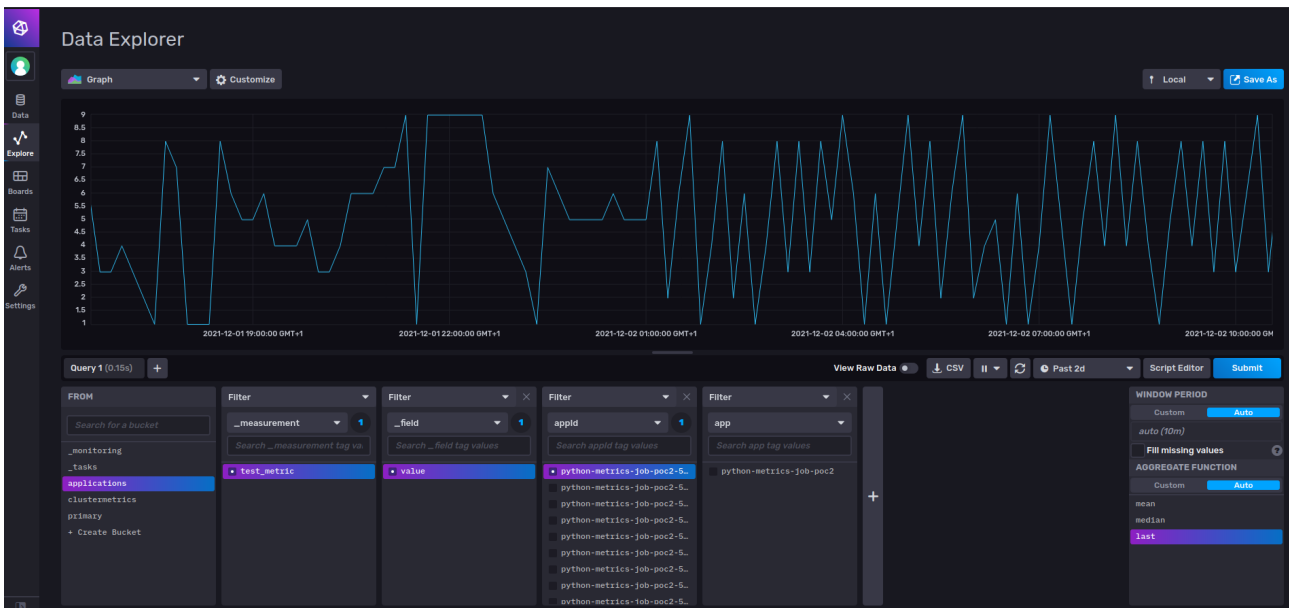 Data Explorer
Graph
Customize
Local
Save As
Data
Explore
Boards
Tasks
Alerts
Settings
9
8.5
8
7.5
7
6.5
6
5.5
5
4.5
4
3.5
3
2.5
2
1.5
1
2021-12-01 19:00:00 GMT+1
2021-12-01 22:00:00 GMT+1
2021-12-02 01:00:00 GMT+1
2021-12-02 04:00:00 GMT+1
2021-12-02 07:00:00 GMT+1
2021-12-02 10:00:00 GM
Query 1 (0.15s)
+
View Raw Data
CSV
Past 2d
Script Editor
Submit
FROM
Search for a bucket
_monitoring
_tasks
applications
clustermetrics
primary
+ Create Bucket
Filter
_measurement
1
Search _measurement tag va…
test_metric
Filter
_field
1
Search _field tag values
value
Filter
appId
1
Search appId tag values
python-metrics-job-poc2-5…
python-metrics-job-poc2-5…
python-metrics-job-poc2-5…
python-metrics-job-poc2-5…
python-metrics-job-poc2-5…
python-metrics-job-poc2-5…
python-metrics-job-poc2-5…
python-metrics-job-poc2-5…
python-metrics-job-poc2-5…
Filter
app
Search app tag values
python-metrics-job-poc2
+
WINDOW PERIOD
Custom
Auto
auto (10m)
Fill missing values
?
AGGREGATE FUNCTION
Custom
Auto
mean
median
last